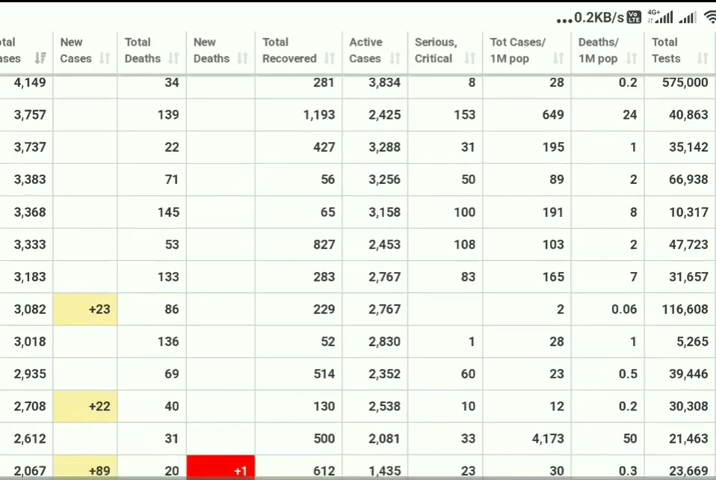 ...0.2KB/s Vo LTE 4G+
otal ases New Cases Total Deaths New Deaths Total Recovered Active Cases Serious, Critical Tot Cases/ 1M pop Deaths/ 1M pop Total Tests
4,149 34 281 3,834 8 28 0.2 575,000
3,757 139 1,193 2,425 153 649 24 40,863
3,737 22 427 3,288 31 195 1 35,142
3,383 71 56 3,256 50 89 2 66,938
3,368 145 65 3,158 100 191 8 10,317
3,333 53 827 2,453 108 103 2 47,723
3,183 133 283 2,767 83 165 7 31,657
3,082 +23 86 229 2,767 2 0.06 116,608
3,018 136 52 2,830 1 28 1 5,265
2,935 69 514 2,352 60 23 0.5 39,446
2,708 +22 40 130 2,538 10 12 0.2 30,308
2,612 31 500 2,081 33 4,173 50 21,463
2,067 +89 20 +1 612 1,435 23 30 0.3 23,669